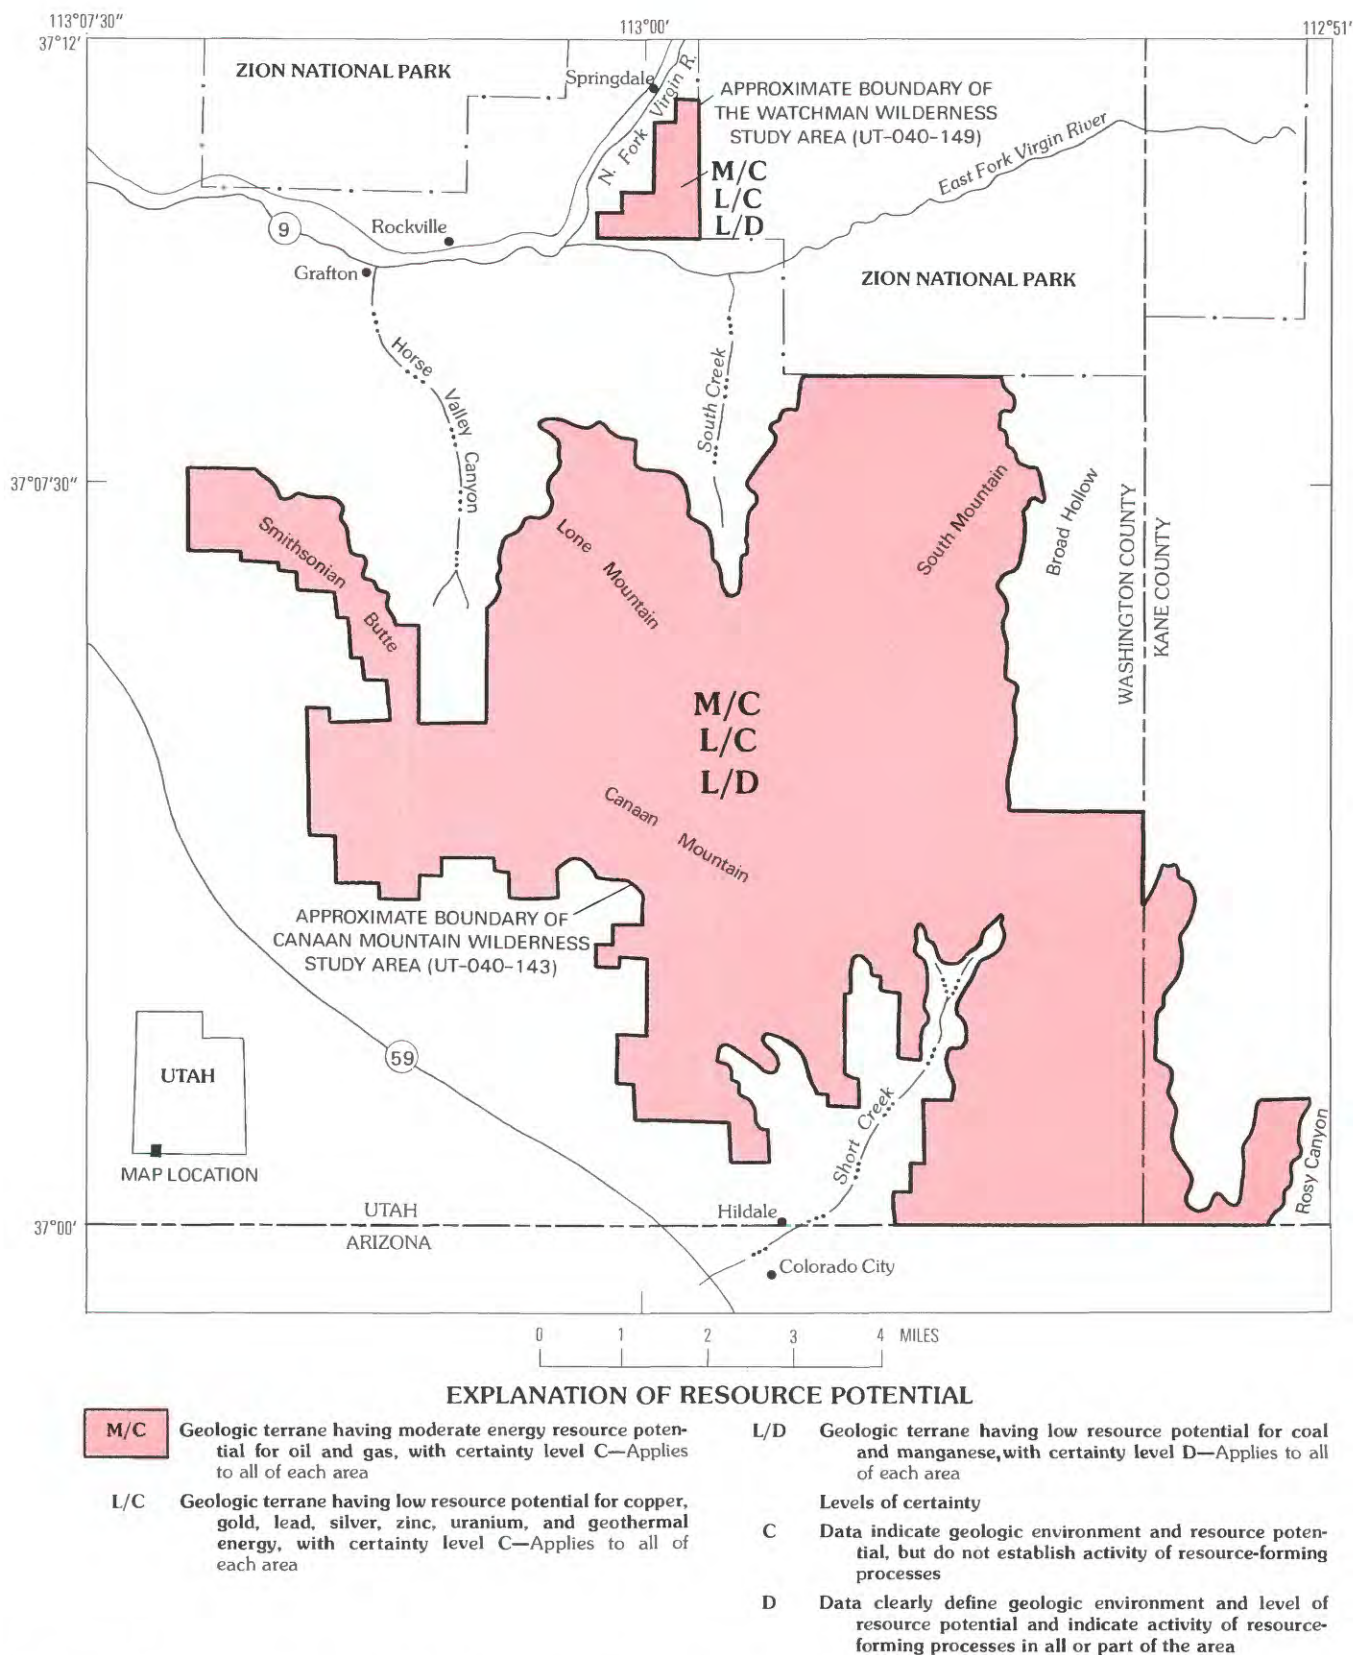 113°07'30"
113°00'
112°51'
37°12'
ZION NATIONAL PARK
Springdale
N. Fork Virgin R.
APPROXIMATE BOUNDARY OF
THE WATCHMAN WILDERNESS
STUDY AREA (UT-040-149)
East Fork Virgin River
M/C
L/C
L/D
9
Rockville
Grafton
ZION NATIONAL PARK
Horse Valley Canyon
South Creek
37°07'30"
Smithsonian Butte
Lone Mountain
South Mountain
Broad Hollow
WASHINGTON COUNTY
KANE COUNTY
M/C
L/C
L/D
Canaan Mountain
APPROXIMATE BOUNDARY OF
CANAAN MOUNTAIN WILDERNESS
STUDY AREA (UT-040-143)
59
UTAH
MAP LOCATION
Short Creek
Rosy Canyon
37°00'
UTAH
ARIZONA
Hildale
Colorado City
0 1 2 3 4 MILES
EXPLANATION OF RESOURCE POTENTIAL
M/C Geologic terrane having moderate energy resource poten-
tial for oil and gas, with certainty level C—Applies
to all of each area
L/C Geologic terrane having low resource potential for copper,
gold, lead, silver, zinc, uranium, and geothermal
energy, with certainty level C—Applies to all of
each area
L/D Geologic terrane having low resource potential for coal
and manganese, with certainty level D—Applies to all
of each area
Levels of certainty
C Data indicate geologic environment and resource poten-
tial, but do not establish activity of resource-forming
processes
D Data clearly define geologic environment and level of
resource potential and indicate activity of resource-
forming processes in all or part of the area